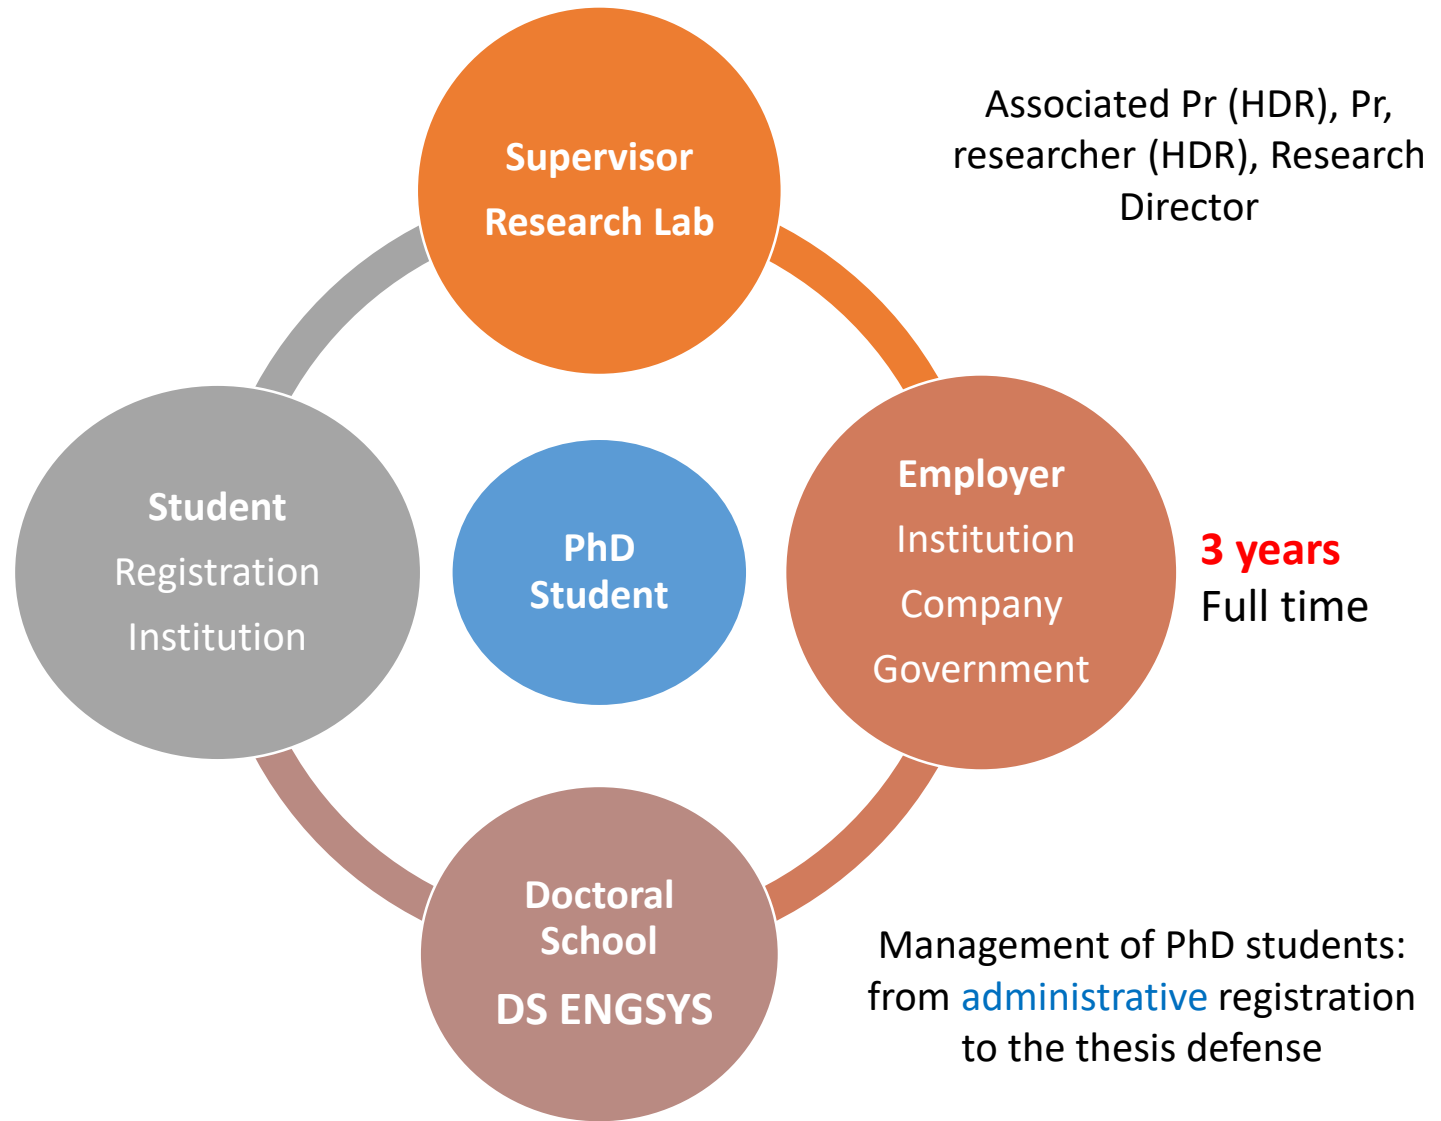 Supervisor
Research Lab
Associated Pr (HDR), Pr,
researcher (HDR), Research
Director
Student
Registration
Institution
PhD
Student
Employer
Institution
Company
Government
3 years
Full time
Doctoral
School
DS ENGSYS
Management of PhD students:
from administrative registration
to the thesis defense